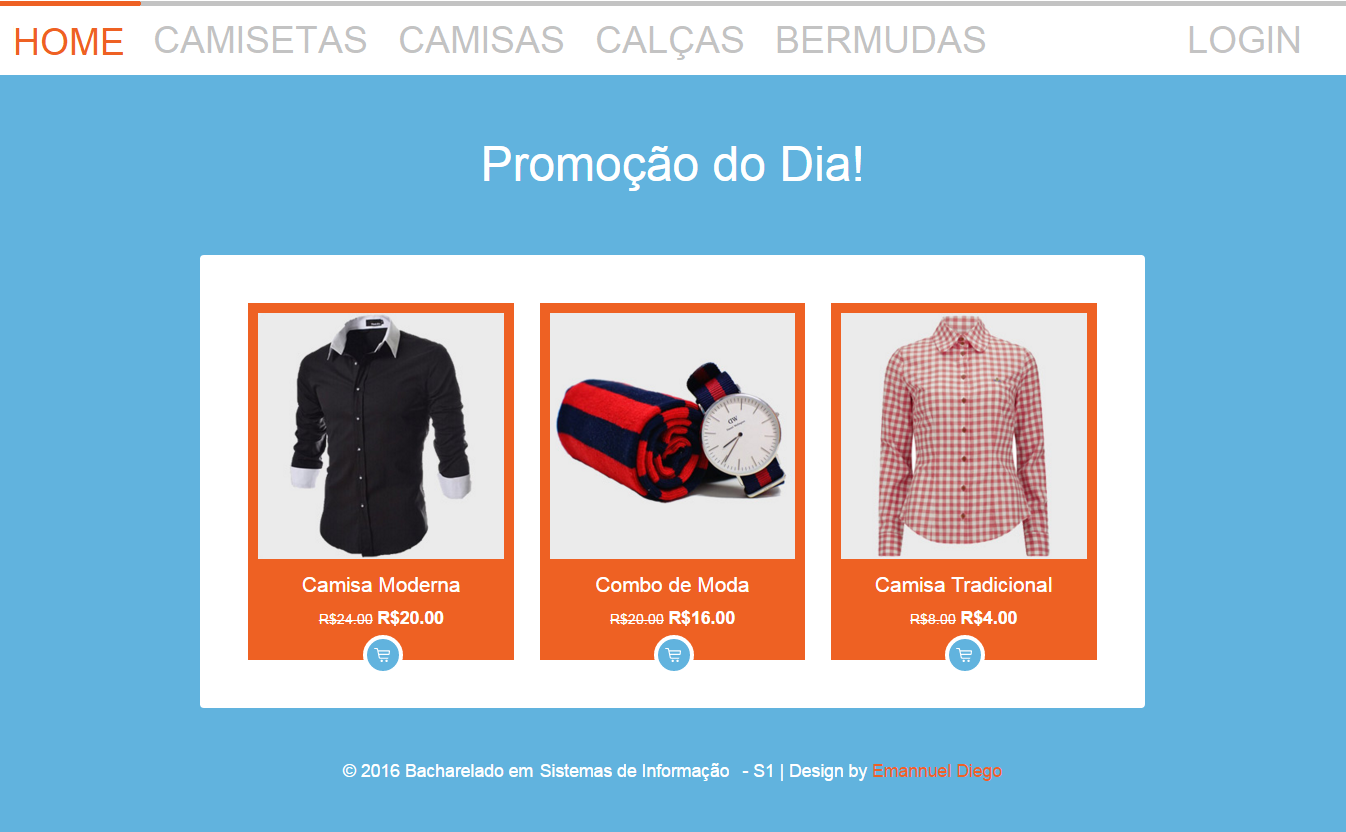 HOME CAMISETAS CAMISAS CALÇAS BERMUDAS LOGIN
Promoção do Dia!
DW
Camisa Moderna
R$24.00 R$20.00
Combo de Moda
R$20.00 R$16.00
Camisa Tradicional
R$8.00 R$4.00
© 2016 Bacharelado em Sistemas de Informação - S1 | Design by Emannuel Diego